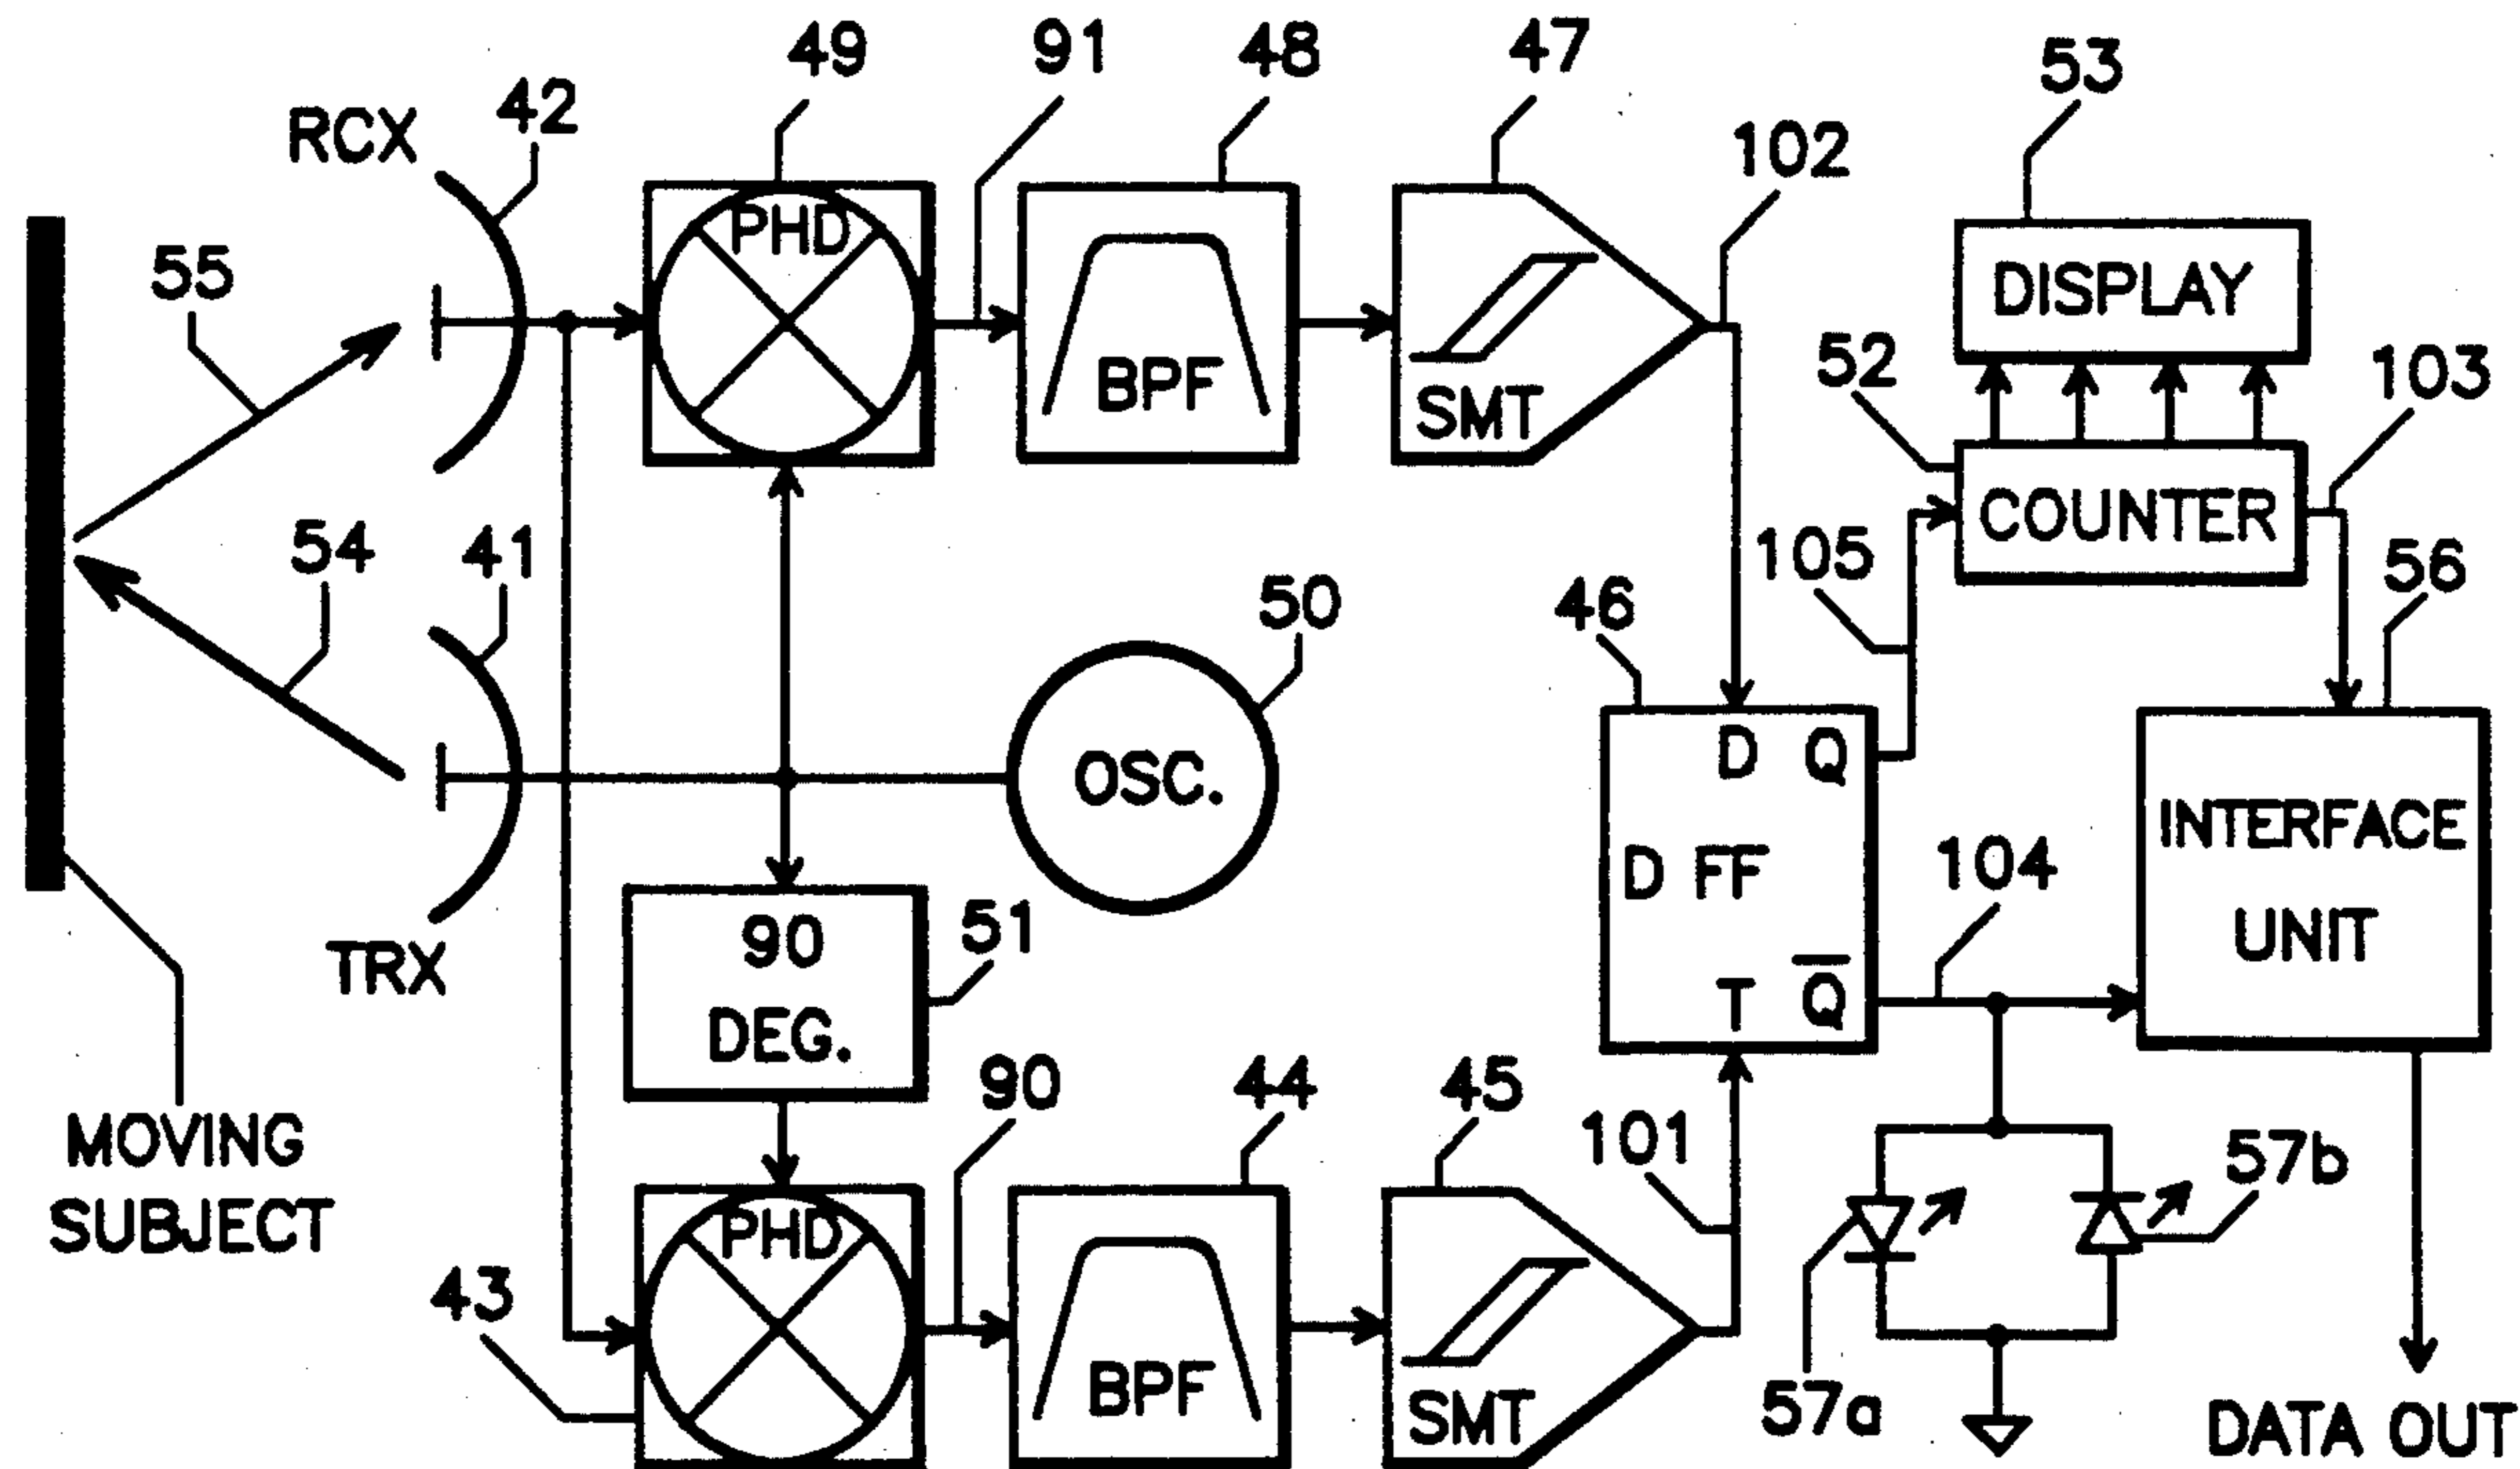 49
91
48
47
53
42
RCX
102
PHD
55
DISPLAY
52
103
BPF
SMT
COUNTER
54
41
105
56
50
46
OSC.
D Q
INTERFACE
UNIT
D FF
104
90
DEG.
51
TRX
T Q̅
MOVING
SUBJECT
90
44
45
101
57b
PHD
43
BPF
SMT
57a
DATA OUT